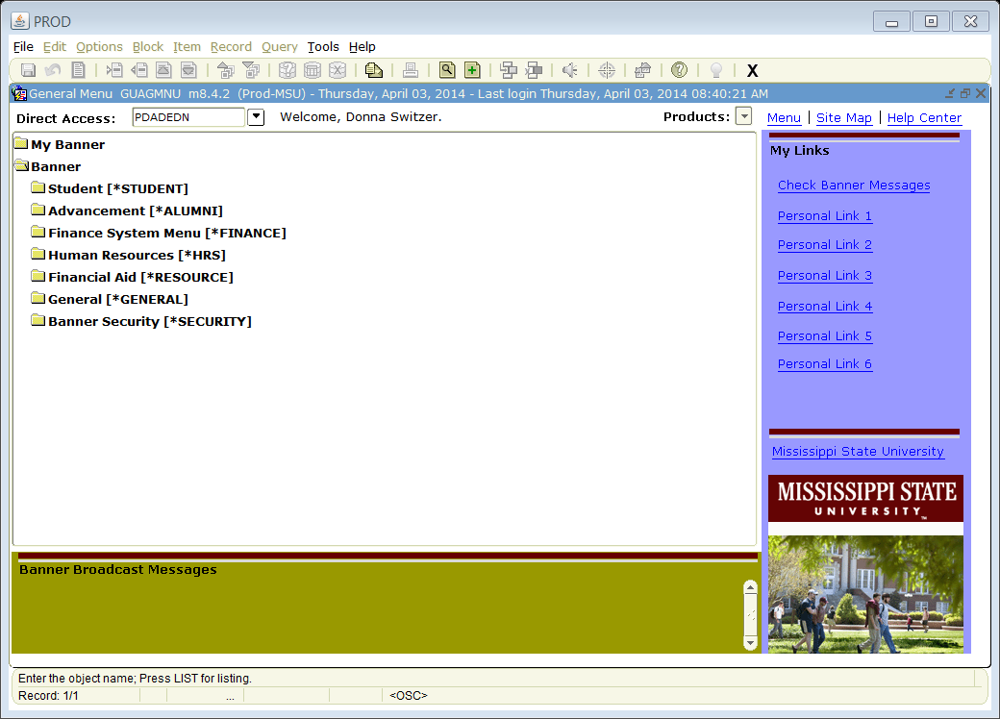 PROD
File Edit Options Block Item Record Query Tools Help
X
General Menu GUAGMNU m8.4.2 (Prod-MSU) - Thursday, April 03, 2014 - Last login Thursday, April 03, 2014 08:40:21 AM
Direct Access: PDADEDN Welcome, Donna Switzer. Products: Menu | Site Map | Help Center
My Banner
Banner
Student [*STUDENT]
Advancement [*ALUMNI]
Finance System Menu [*FINANCE]
Human Resources [*HRS]
Financial Aid [*RESOURCE]
General [*GENERAL]
Banner Security [*SECURITY]
My Links
Check Banner Messages
Personal Link 1
Personal Link 2
Personal Link 3
Personal Link 4
Personal Link 5
Personal Link 6
Mississippi State University
MISSISSIPPI STATE
UNIVERSITY™
Banner Broadcast Messages
Enter the object name; Press LIST for listing.
Record: 1/1 ... <OSC>